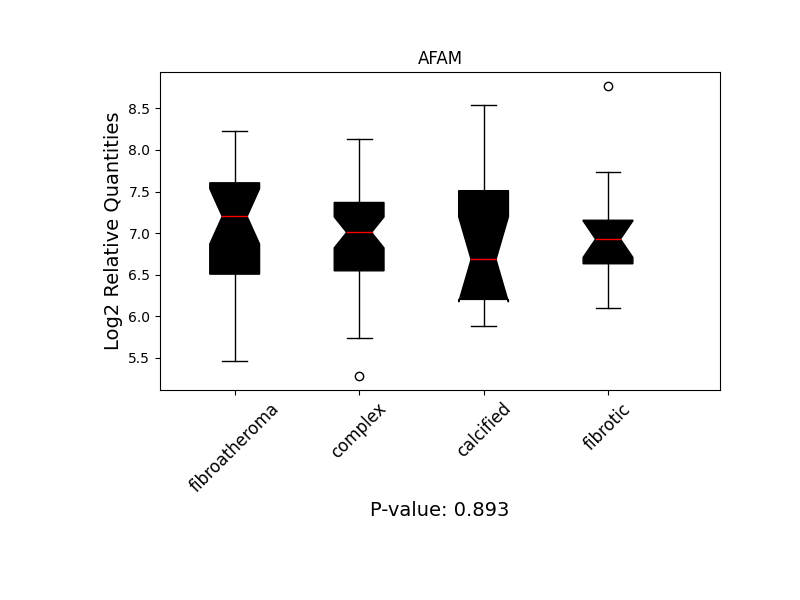 AFAM
Log2 Relative Quantities
8.5
8.0
7.5
7.0
6.5
6.0
5.5
fibroatheroma
complex
calcified
fibrotic
P-value: 0.893